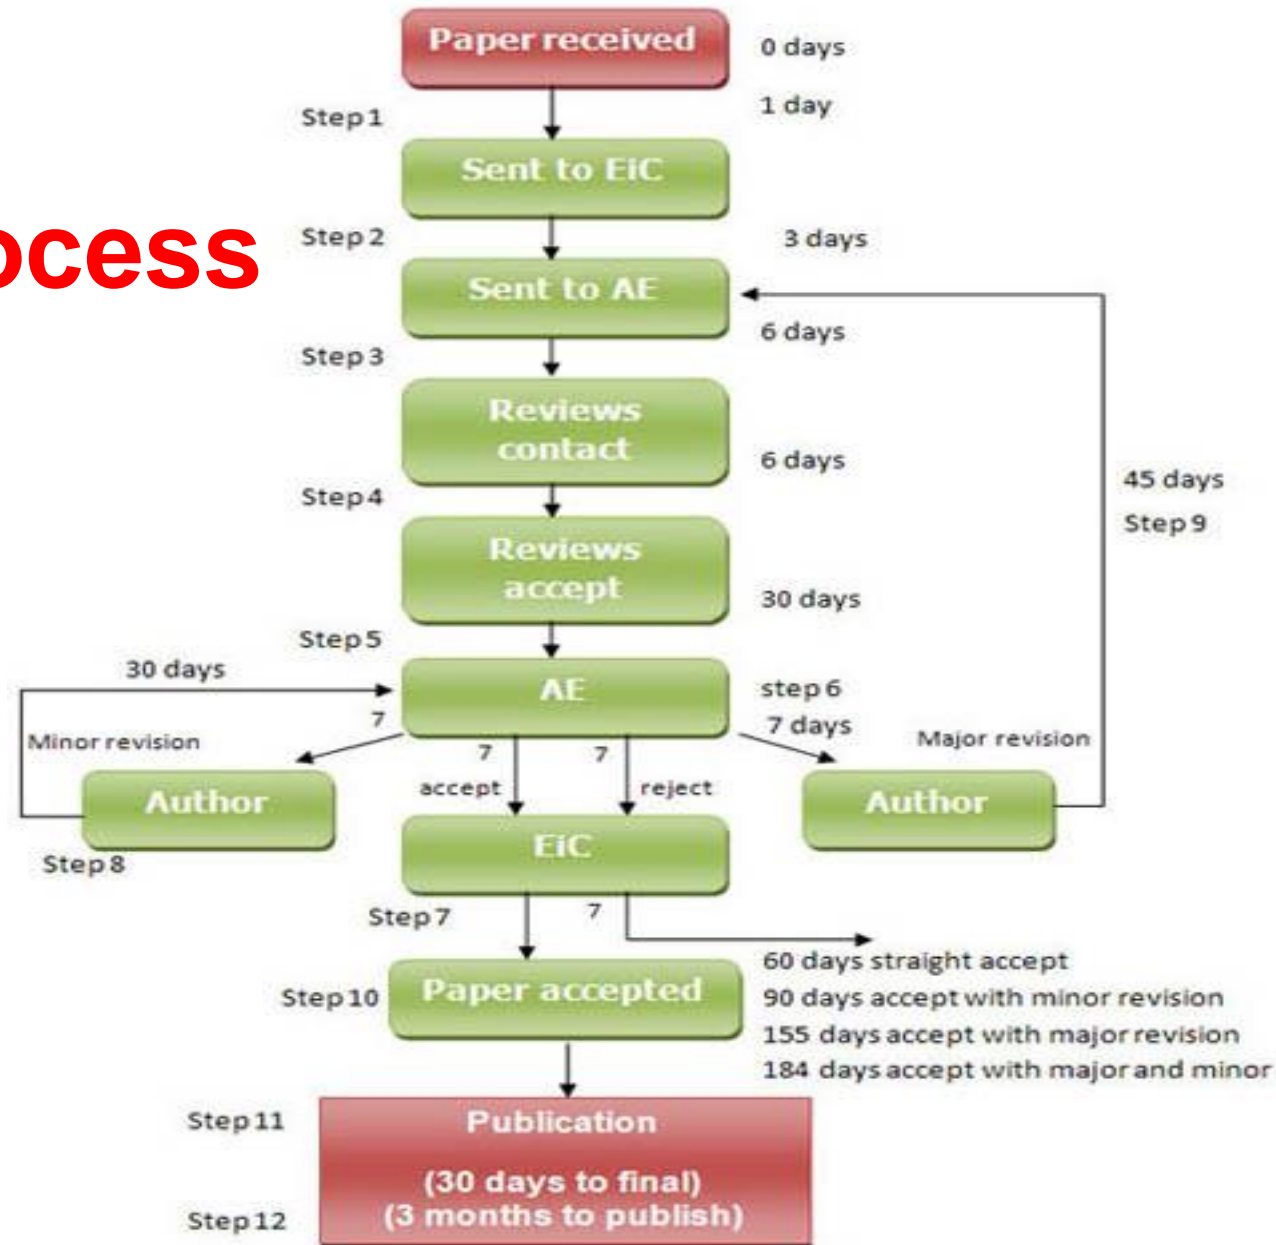 Paper received
0 days
1 day
Step 1
Sent to EiC
ocess
Step 2
3 days
Sent to AE
6 days
Step 3
Reviews
contact
6 days
45 days
Step 9
Step 4
Reviews
accept
30 days
Step 5
30 days
AE
step 6
7
7 days
Minor revision
Major revision
7
7
accept
reject
Author
Author
EiC
Step 8
Step 7
7
60 days straight accept
Step 10
Paper accepted
90 days accept with minor revision
155 days accept with major revision
184 days accept with major and minor
Step 11
Publication
(30 days to final)
(3 months to publish)
Step 12